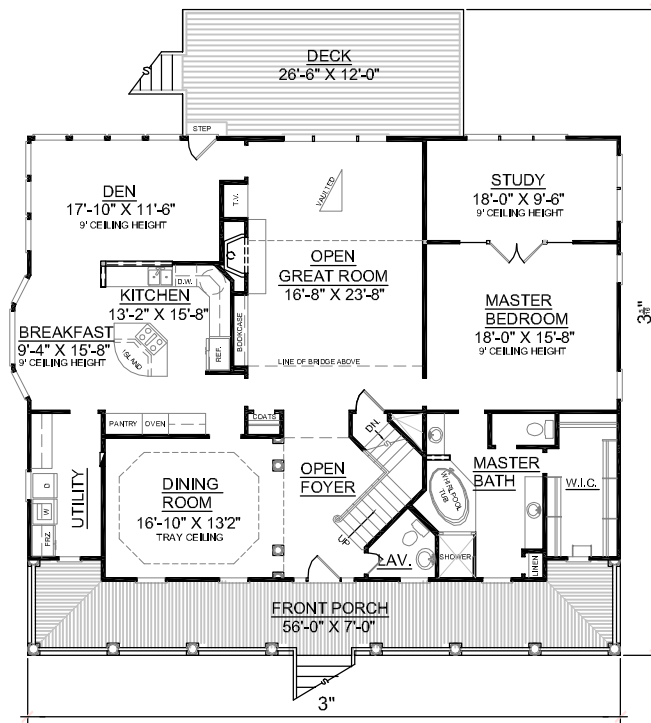 DECK
26'-6" X 12'-0"
S
STEP
DEN
17'-10" X 11'-6"
9' CEILING HEIGHT
T.V.
VAULTED
STUDY
18'-0" X 9'-6"
9' CEILING HEIGHT
OPEN
GREAT ROOM
16'-8" X 23'-8"
D.W.
KITCHEN
13'-2" X 15'-8"
MASTER
BEDROOM
18'-0" X 15'-8"
9' CEILING HEIGHT
BREAKFAST
9'-4" X 15'-8"
9' CEILING HEIGHT
ISLAND
REF.
BOOKCASE
LINE OF BRIDGE ABOVE
PANTRY
OVEN
COATS
DN.
S
UTILITY
D
W
FRZ
DINING
ROOM
16'-10" X 13'2"
TRAY CEILING
OPEN
FOYER
UP
MASTER
BATH
WHIRLPOOL
TUB
W.I.C.
LAV.
SHOWER
LINEN
FRONT PORCH
56'-0" X 7'-0"
S
3"